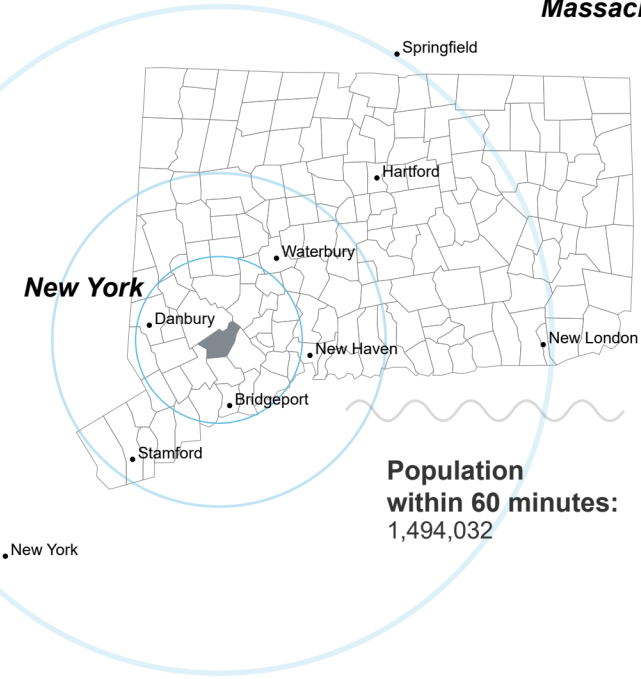 Massach
Springfield
Hartford
Waterbury
New York
Danbury
New Haven
New London
Bridgeport
Stamford
Population
within 60 minutes:
1,494,032
New York